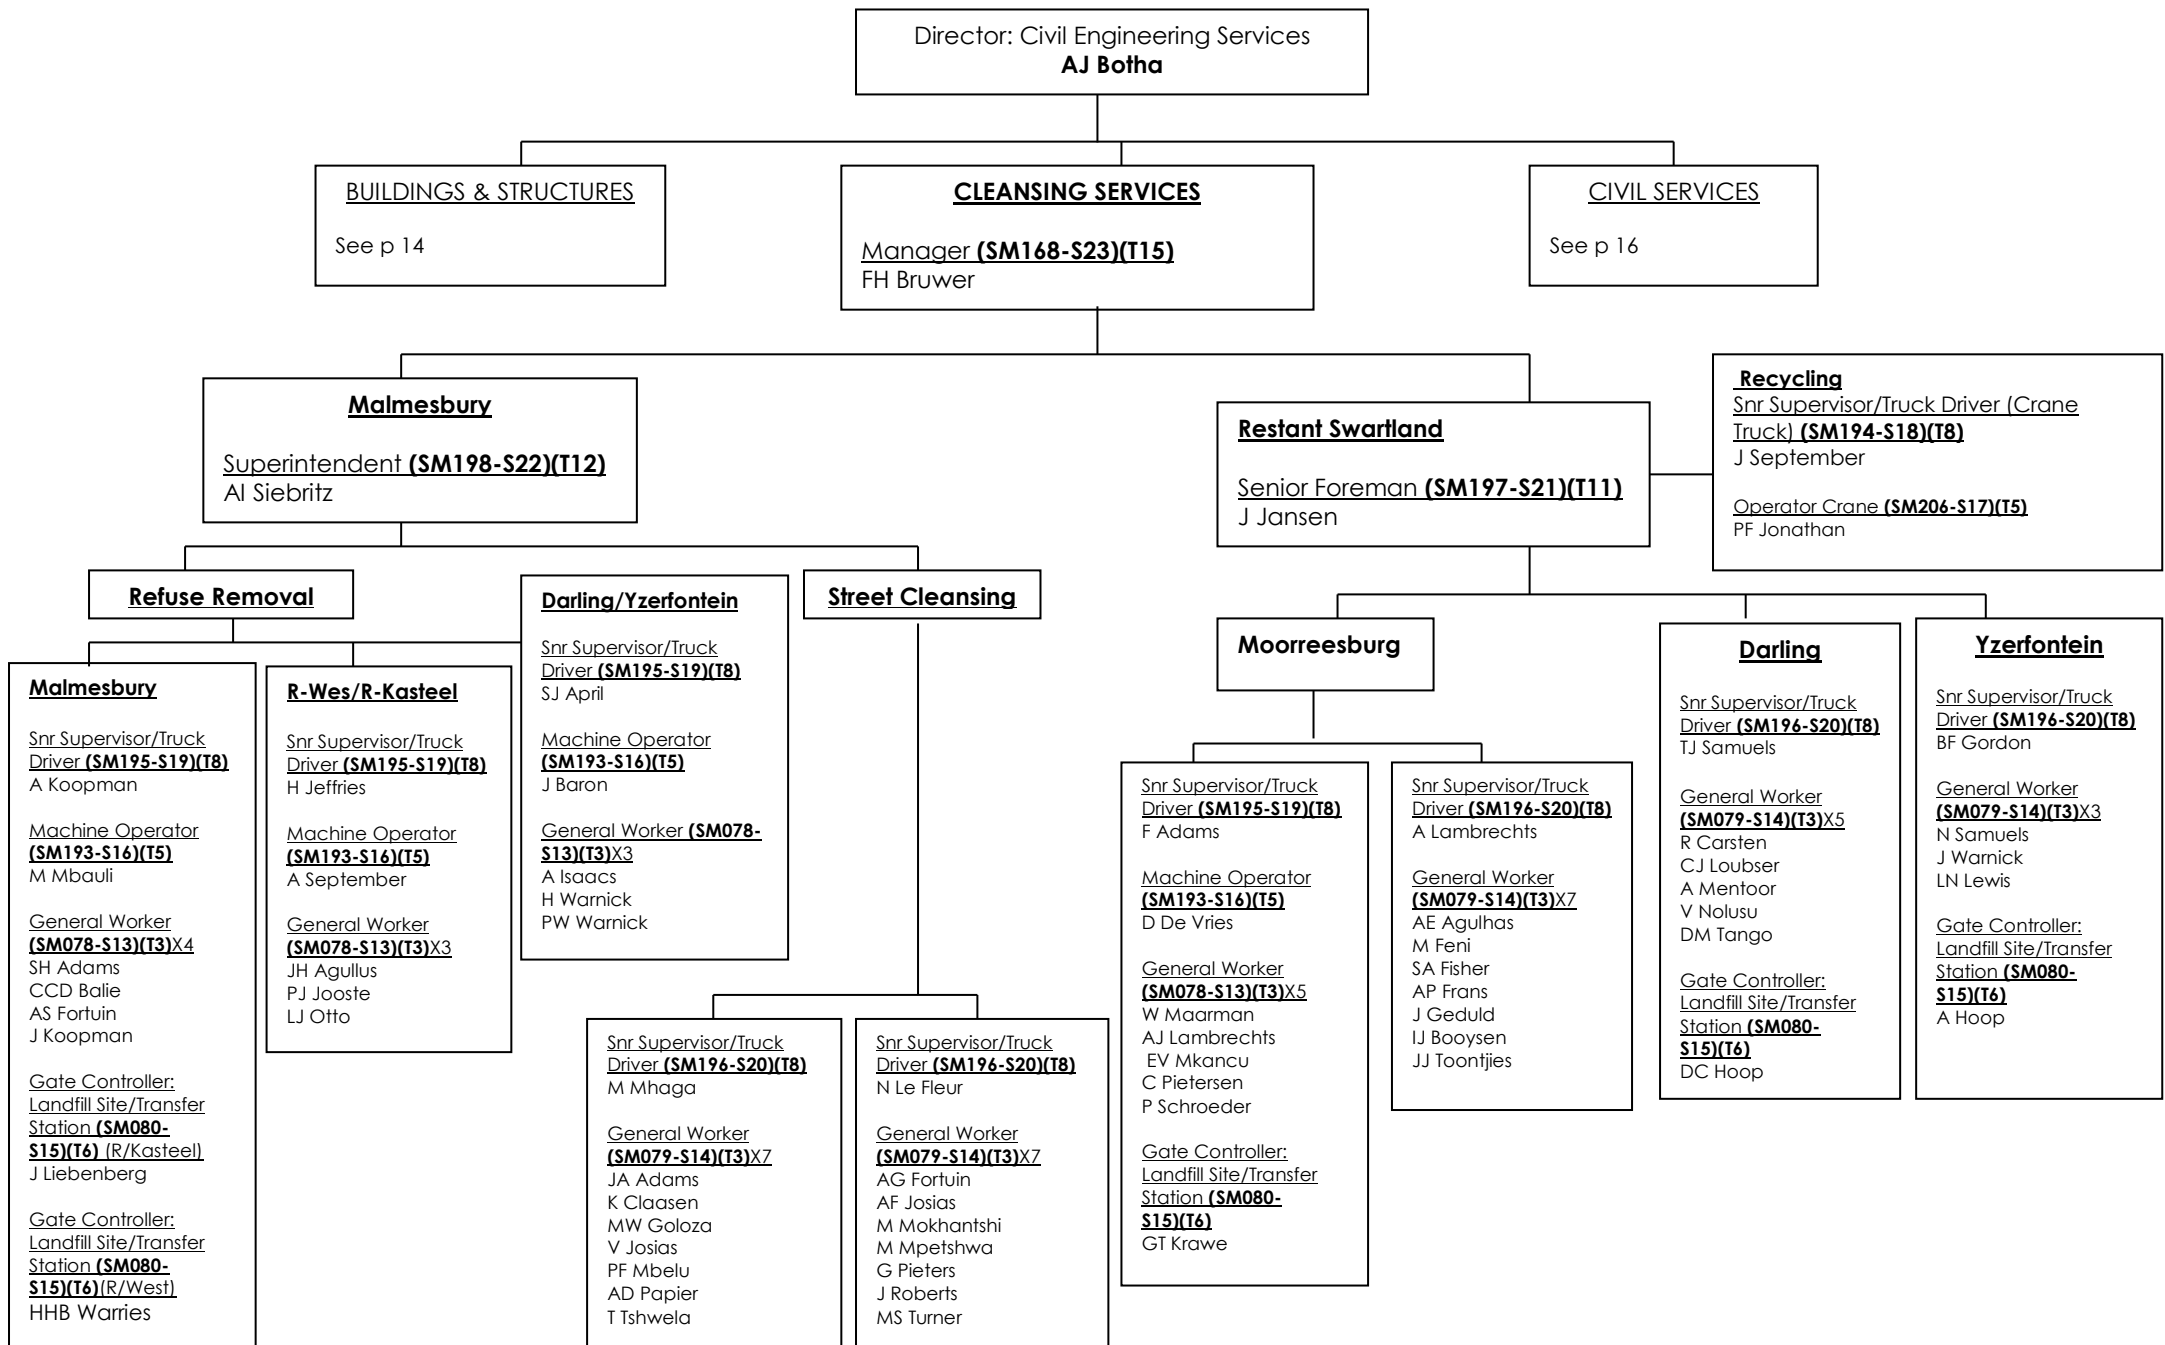 Director: Civil Engineering Services
AJ Botha
BUILDINGS & STRUCTURES
See p 14
CLEANSING SERVICES
Manager (SM168-S23)(T15)
FH Bruwer
CIVIL SERVICES
See p 16
Malmesbury
Superintendent (SM198-S22)(T12)
AI Siebritz
Restant Swartland
Senior Foreman (SM197-S21)(T11)
J Jansen
Recycling
Snr Supervisor/Truck Driver (Crane
Truck) (SM194-S18)(T8)
J September
Operator Crane (SM206-S17)(T5)
PF Jonathan
Refuse Removal
Malmesbury
Snr Supervisor/Truck
Driver (SM195-S19)(T8)
A Koopman
Machine Operator
(SM193-S16)(T5)
M Mbauli
General Worker
(SM078-S13)(T3)X4
SH Adams
CCD Balie
AS Fortuin
J Koopman
Gate Controller:
Landfill Site/Transfer
Station (SM080-
S15)(T6) (R/Kasteel)
J Liebenberg
Gate Controller:
Landfill Site/Transfer
Station (SM080-
S15)(T6)(R/West)
HHB Warries
R-Wes/R-Kasteel
Snr Supervisor/Truck
Driver (SM195-S19)(T8)
H Jeffries
Machine Operator
(SM193-S16)(T5)
A September
General Worker
(SM078-S13)(T3)X3
JH Agullus
PJ Jooste
LJ Otto
Darling/Yzerfontein
Snr Supervisor/Truck
Driver (SM195-S19)(T8)
SJ April
Machine Operator
(SM193-S16)(T5)
J Baron
General Worker (SM078-
S13)(T3)X3
A Isaacs
H Warnick
PW Warnick
Street Cleansing
Snr Supervisor/Truck
Driver (SM196-S20)(T8)
M Mhaga
General Worker
(SM079-S14)(T3)X7
JA Adams
K Claasen
MW Goloza
V Josias
PF Mbelu
AD Papier
T Tshwela
Snr Supervisor/Truck
Driver (SM196-S20)(T8)
N Le Fleur
General Worker
(SM079-S14)(T3)X7
AG Fortuin
AF Josias
M Mokhantshi
M Mpetshwa
G Pieters
J Roberts
MS Turner
Moorreesburg
Snr Supervisor/Truck
Driver (SM195-S19)(T8)
F Adams
Machine Operator
(SM193-S16)(T5)
D De Vries
General Worker
(SM078-S13)(T3)X5
W Maarman
AJ Lambrechts
EV Mkancu
C Pietersen
P Schroeder
Gate Controller:
Landfill Site/Transfer
Station (SM080-
S15)(T6)
GT Krawe
Snr Supervisor/Truck
Driver (SM196-S20)(T8)
A Lambrechts
General Worker
(SM079-S14)(T3)X7
AE Agulhas
M Feni
SA Fisher
AP Frans
J Geduld
IJ Booysen
JJ Toontjies
Darling
Snr Supervisor/Truck
Driver (SM196-S20)(T8)
TJ Samuels
General Worker
(SM079-S14)(T3)X5
R Carsten
CJ Loubser
A Mentoor
V Nolusu
DM Tango
Gate Controller:
Landfill Site/Transfer
Station (SM080-
S15)(T6)
DC Hoop
Yzerfontein
Snr Supervisor/Truck
Driver (SM196-S20)(T8)
BF Gordon
General Worker
(SM079-S14)(T3)X3
N Samuels
J Warnick
LN Lewis
Gate Controller:
Landfill Site/Transfer
Station (SM080-
S15)(T6)
A Hoop